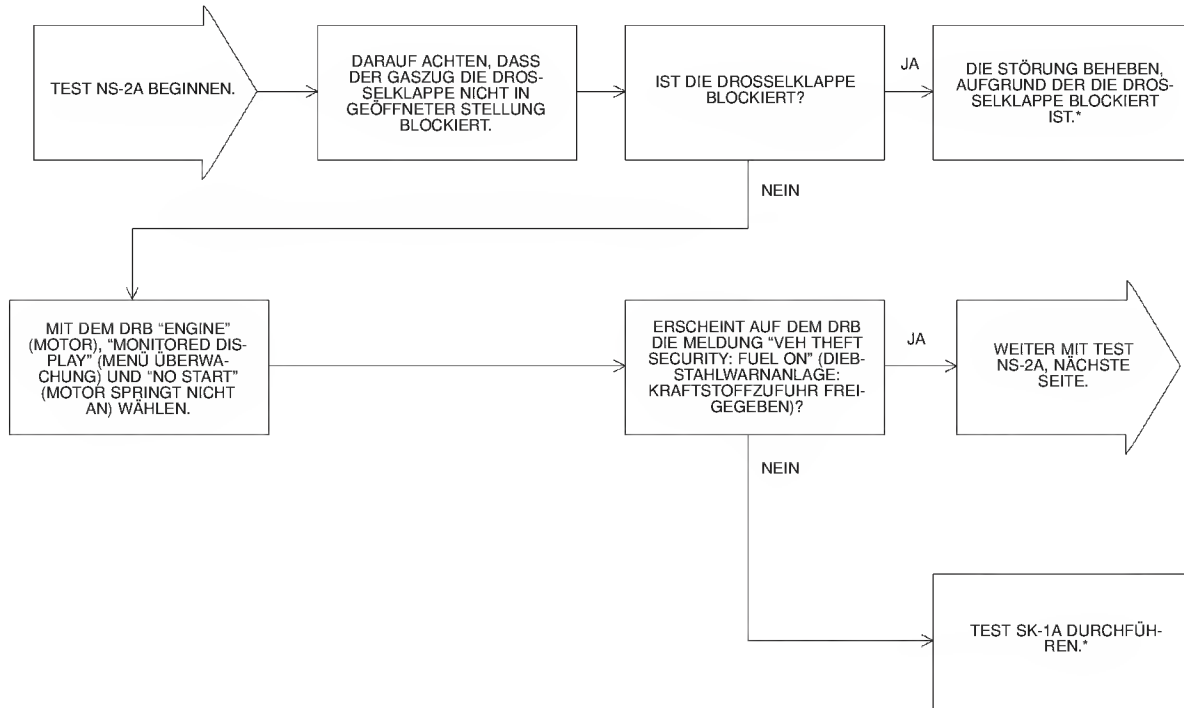 TEST NS-2A BEGINNEN.
DARAUF ACHTEN, DASS
DER GASZUG DIE DROS-
SELKLAPPE NICHT IN
GEÖFFNETER STELLUNG
BLOCKIERT.
IST DIE DROSSELKLAPPE
BLOCKIERT?
JA
DIE STÖRUNG BEHEBEN,
AUFGRUND DER DIE DROS-
SELKLAPPE BLOCKIERT
IST.*
NEIN
MIT DEM DRB “ENGINE”
(MOTOR), “MONITORED DIS-
PLAY” (MENÜ ÜBERWA-
CHUNG) UND “NO START”
(MOTOR SPRINGT NICHT
AN) WÄHLEN.
ERSCHEINT AUF DEM DRB
DIE MELDUNG “VEH THEFT
SECURITY: FUEL ON” (DIEB-
STAHLWARNANLAGE:
KRAFTSTOFFZUFUHR FREI-
GEGEBEN)?
JA
WEITER MIT TEST
NS-2A, NÄCHSTE
SEITE.
NEIN
TEST SK-1A DURCHFÜH-
REN.*